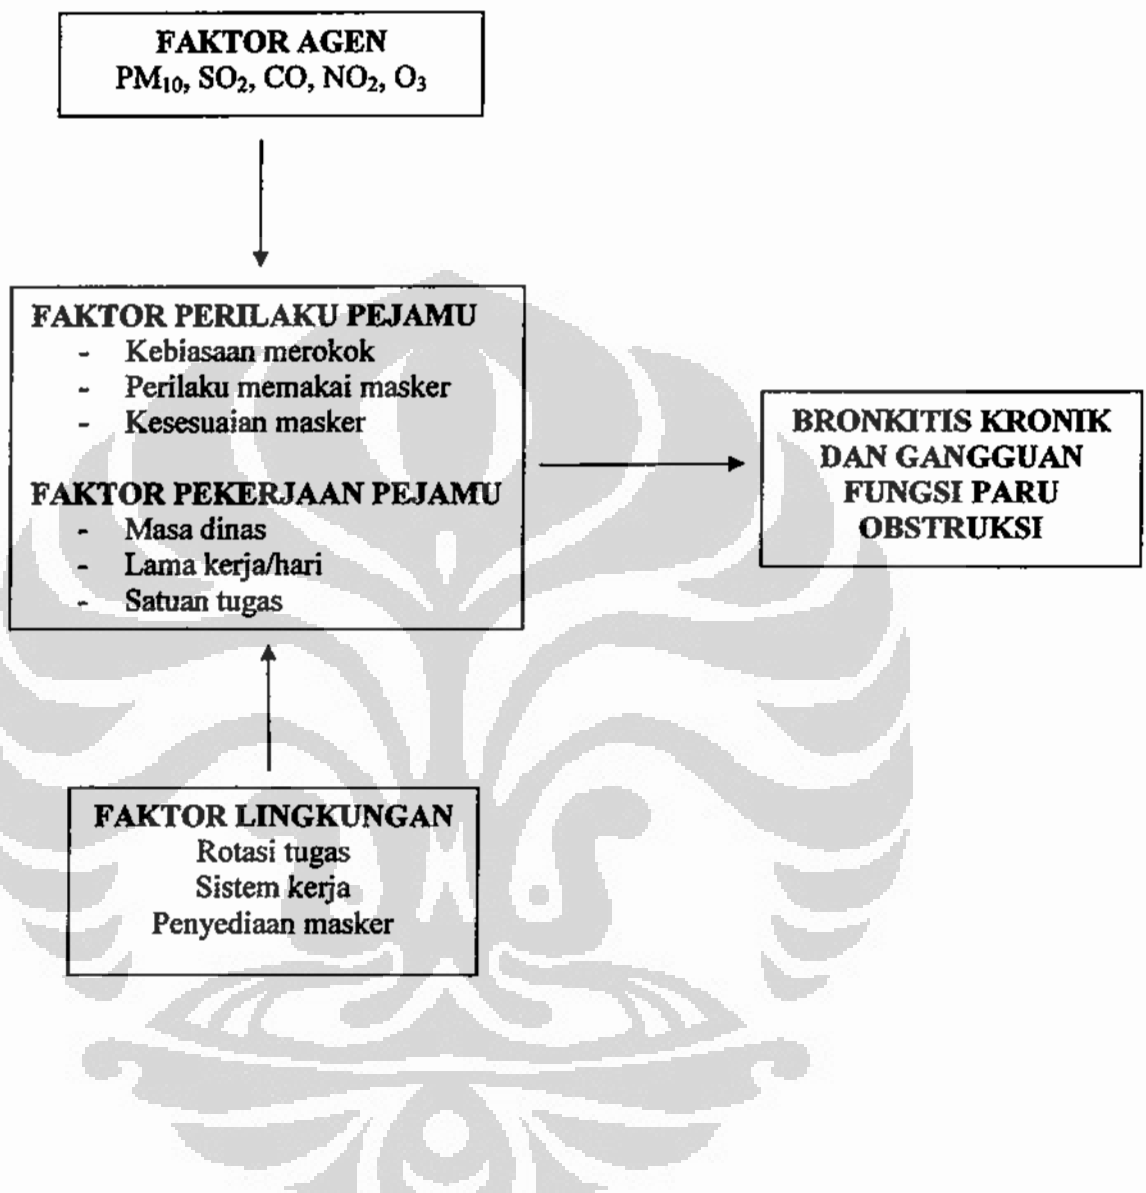 FAKTOR AGEN
PM₁₀, SO₂, CO, NO₂, O₃
FAKTOR PERILAKU PEJAMU
- Kebiasaan merokok
- Perilaku memakai masker
- Kesesuaian masker
FAKTOR PEKERJAAN PEJAMU
- Masa dinas
- Lama kerja/hari
- Satuan tugas
BRONKITIS KRONIK
DAN GANGGUAN
FUNGSI PARU
OBSTRUKSI
FAKTOR LINGKUNGAN
Rotasi tugas
Sistem kerja
Penyediaan masker